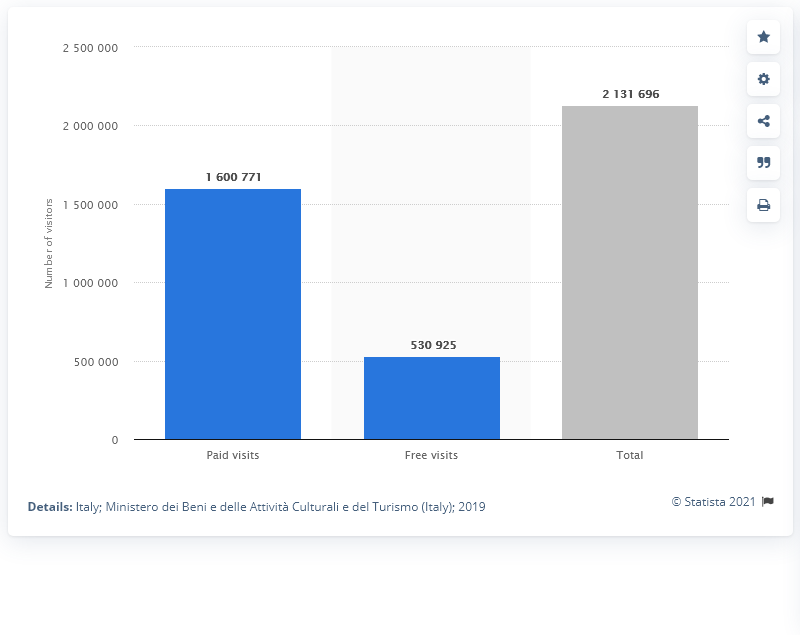 2 500 000
2 131 696
2 000 000
1 600 771
1 500 000
Number of visitors
1 000 000
530 925
500 000
0
Paid visits Free visits Total
© Statista 2021
Details: Italy; Ministero dei Beni e delle Attività Culturali e del Turismo (Italy); 2019